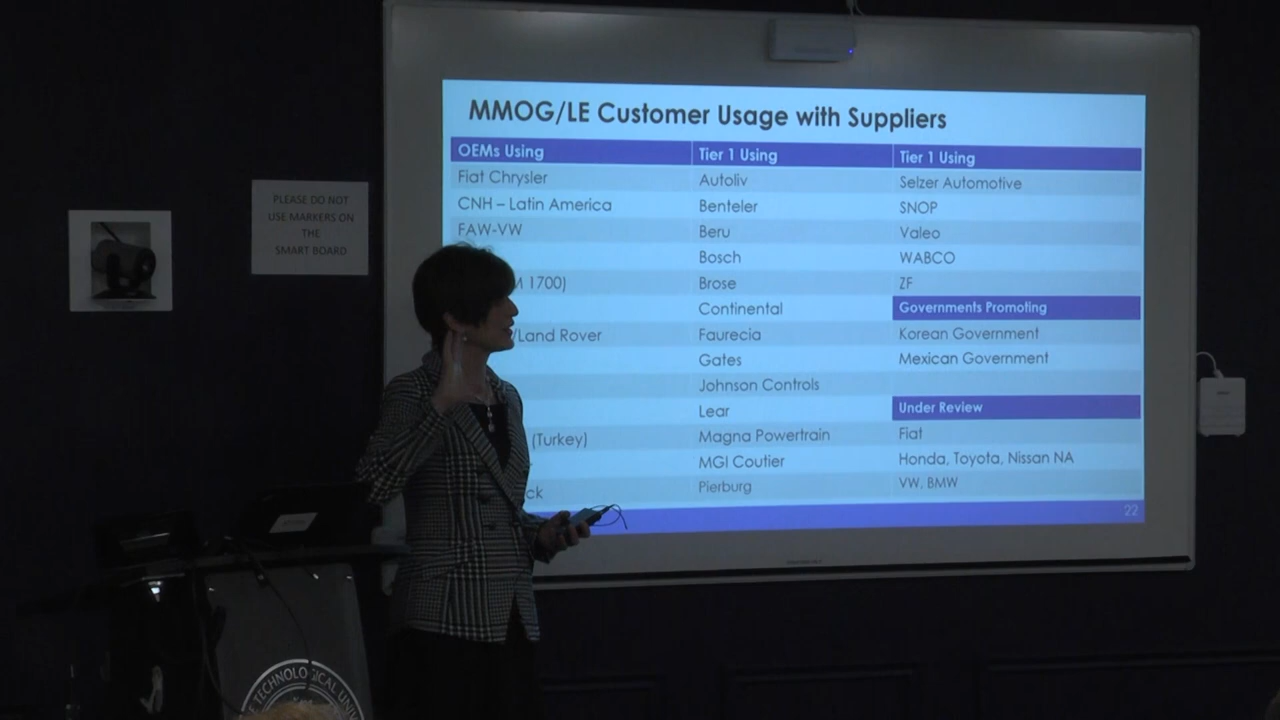 MMOG/LE Customer Usage with Suppliers
OEMs Using
Tier 1 Using
Tier 1 Using
Fiat Chrysler
Autoliv
Selzer Automotive
CNH – Latin America
Benteler
SNOP
FAW-VW
Beru
Valeo
Bosch
WABCO
1700)
Brose
ZF
Continental
Governments Promoting
/Land Rover
Faurecia
Korean Government
Gates
Mexican Government
Johnson Controls
Lear
Under Review
(Turkey)
Magna Powertrain
Fiat
MGI Coutier
Honda, Toyota, Nissan NA
ck
Pierburg
VW, BMW
22
PLEASE DO NOT
USE MARKERS ON
THE
SMART BOARD
TECHNOLOGICAL